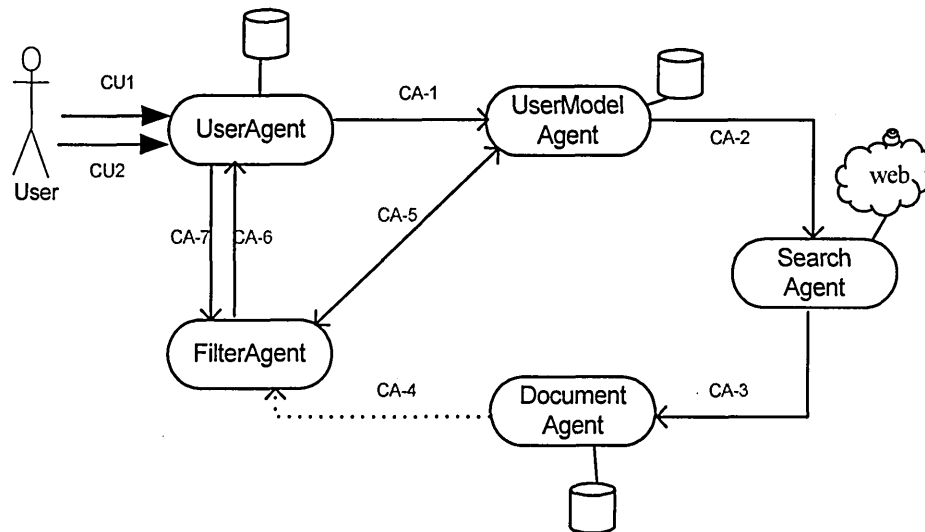 CU1
CU2
User
UserAgent
CA-1
UserModel
Agent
CA-2
web
CA-7
CA-6
CA-5
Search
Agent
FilterAgent
CA-4
Document
Agent
CA-3